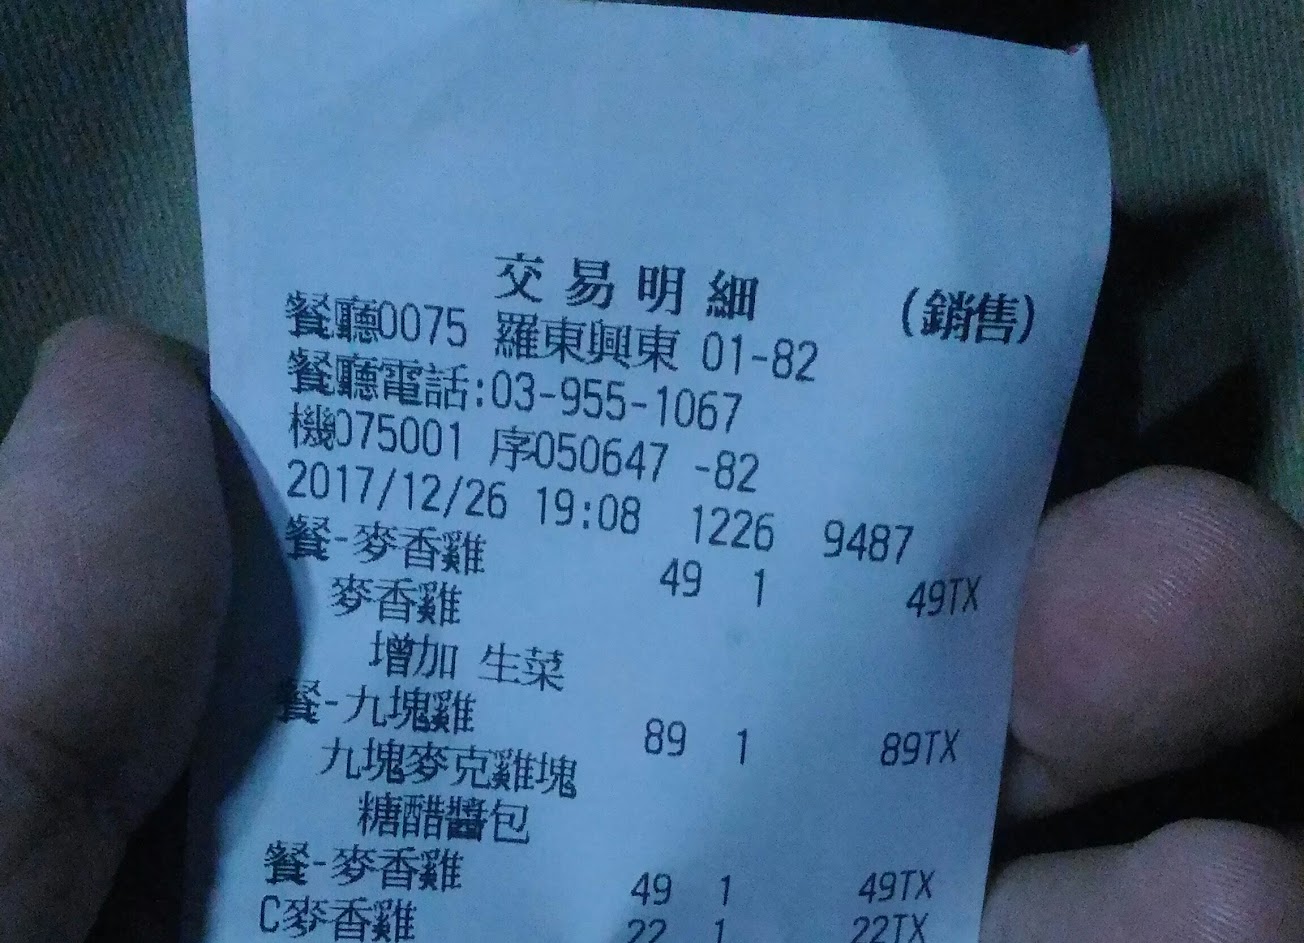 交易明細 (銷售)
餐廳0075 羅東興東 01-82
餐廳電話:03-955-1067
機075001 序050647 -82
2017/12/26 19:08 1226 9487
餐-麥香雞 49 1 49TX
麥香雞
增加 生菜
餐-九塊雞 89 1 89TX
九塊麥克雞塊
糖醋醬包
餐-麥香雞 49 1 49TX
C麥香雞 22 1 22TX